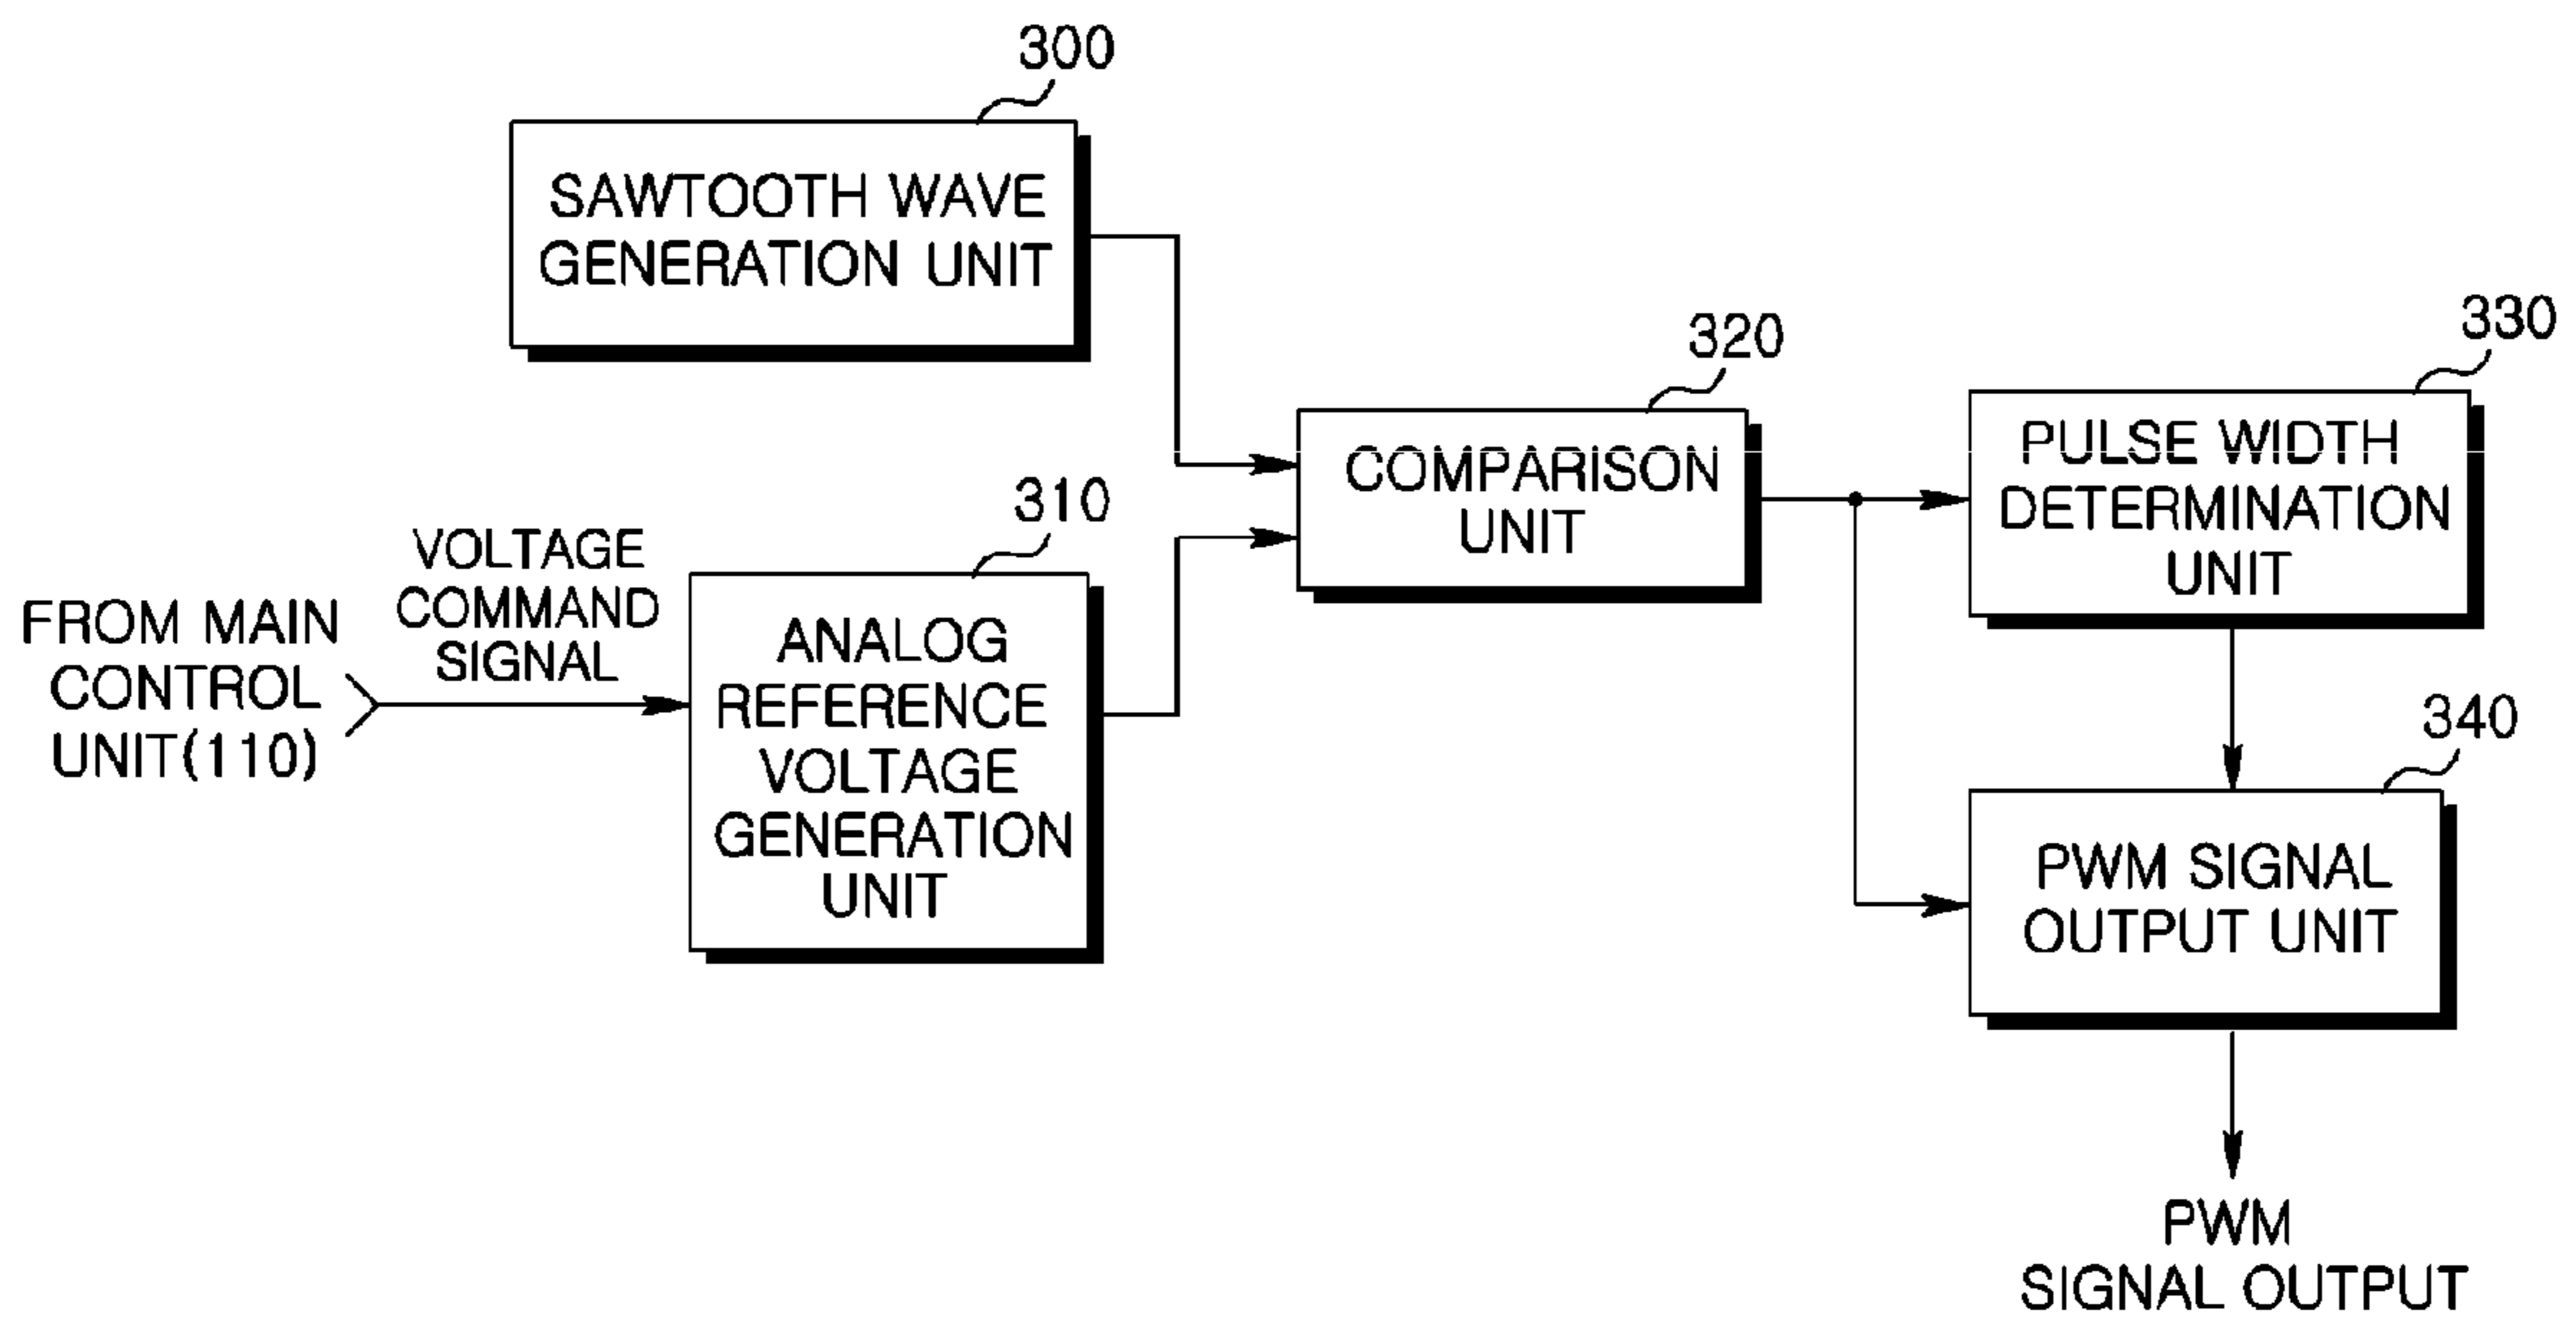 300
SAWTOOTH WAVE
GENERATION UNIT
320
COMPARISON
UNIT
330
PULSE WIDTH
DETERMINATION
UNIT
310
VOLTAGE
COMMAND
SIGNAL
FROM MAIN
CONTROL
UNIT(110)
ANALOG
REFERENCE
VOLTAGE
GENERATION
UNIT
340
PWM SIGNAL
OUTPUT UNIT
PWM
SIGNAL OUTPUT